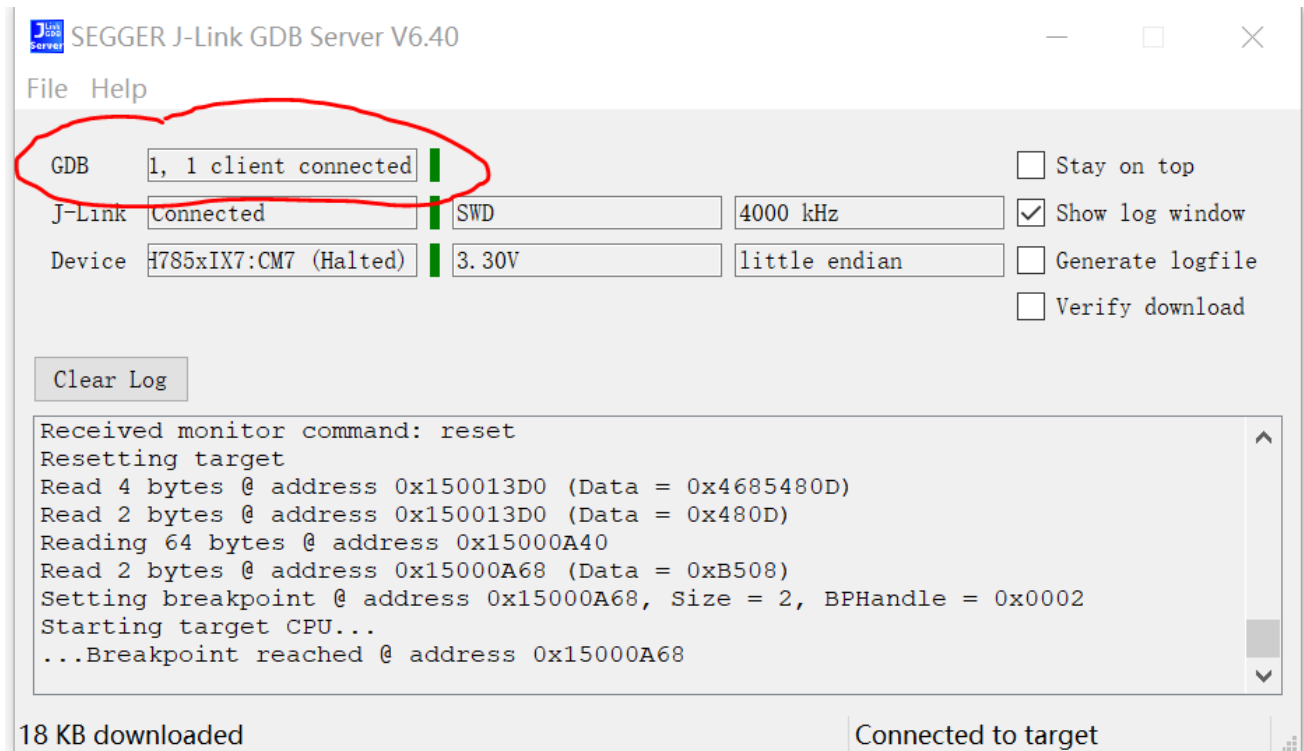 SEGGER J-Link GDB Server V6.40
File Help
GDB 1, 1 client connected Stay on top
J-Link Connected SWD 4000 kHz Show log window
Device H785xIX7:CM7 (Halted) 3.30V little endian Generate logfile
Verify download
Clear Log
Received monitor command: reset
Resetting target
Read 4 bytes @ address 0x150013D0 (Data = 0x4685480D)
Read 2 bytes @ address 0x150013D0 (Data = 0x480D)
Reading 64 bytes @ address 0x15000A40
Read 2 bytes @ address 0x15000A68 (Data = 0xB508)
Setting breakpoint @ address 0x15000A68, Size = 2, BPHandle = 0x0002
Starting target CPU...
...Breakpoint reached @ address 0x15000A68
18 KB downloaded Connected to target